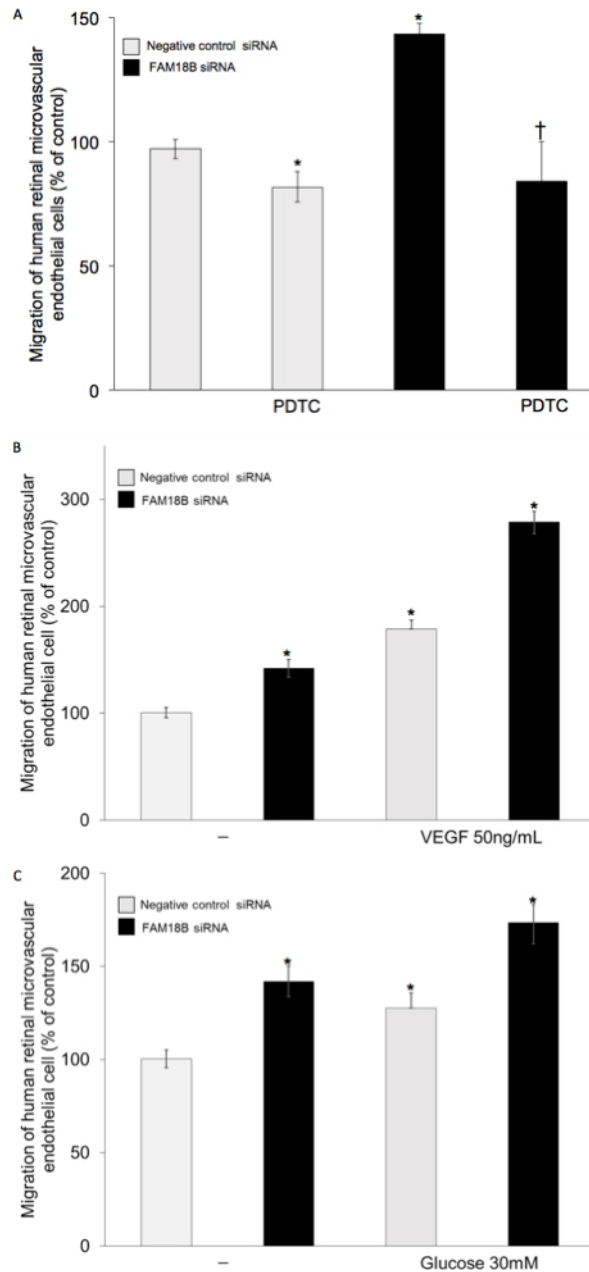 A
150
Negative control siRNA
FAM18B siRNA
*
*
†
100
50
0
Migration of human retinal microvascular
endothelial cells (% of control)
PDTC
PDTC
B
Negative control siRNA
FAM18B siRNA
300
200
100
0
*
*
*
Migration of human retinal microvascular
endothelial cell (% of control)
–
VEGF 50ng/mL
C
200
Negative control siRNA
FAM18B siRNA
150
100
50
0
*
*
*
Migration of human retinal microvascular
endothelial cell (% of control)
–
Glucose 30mM